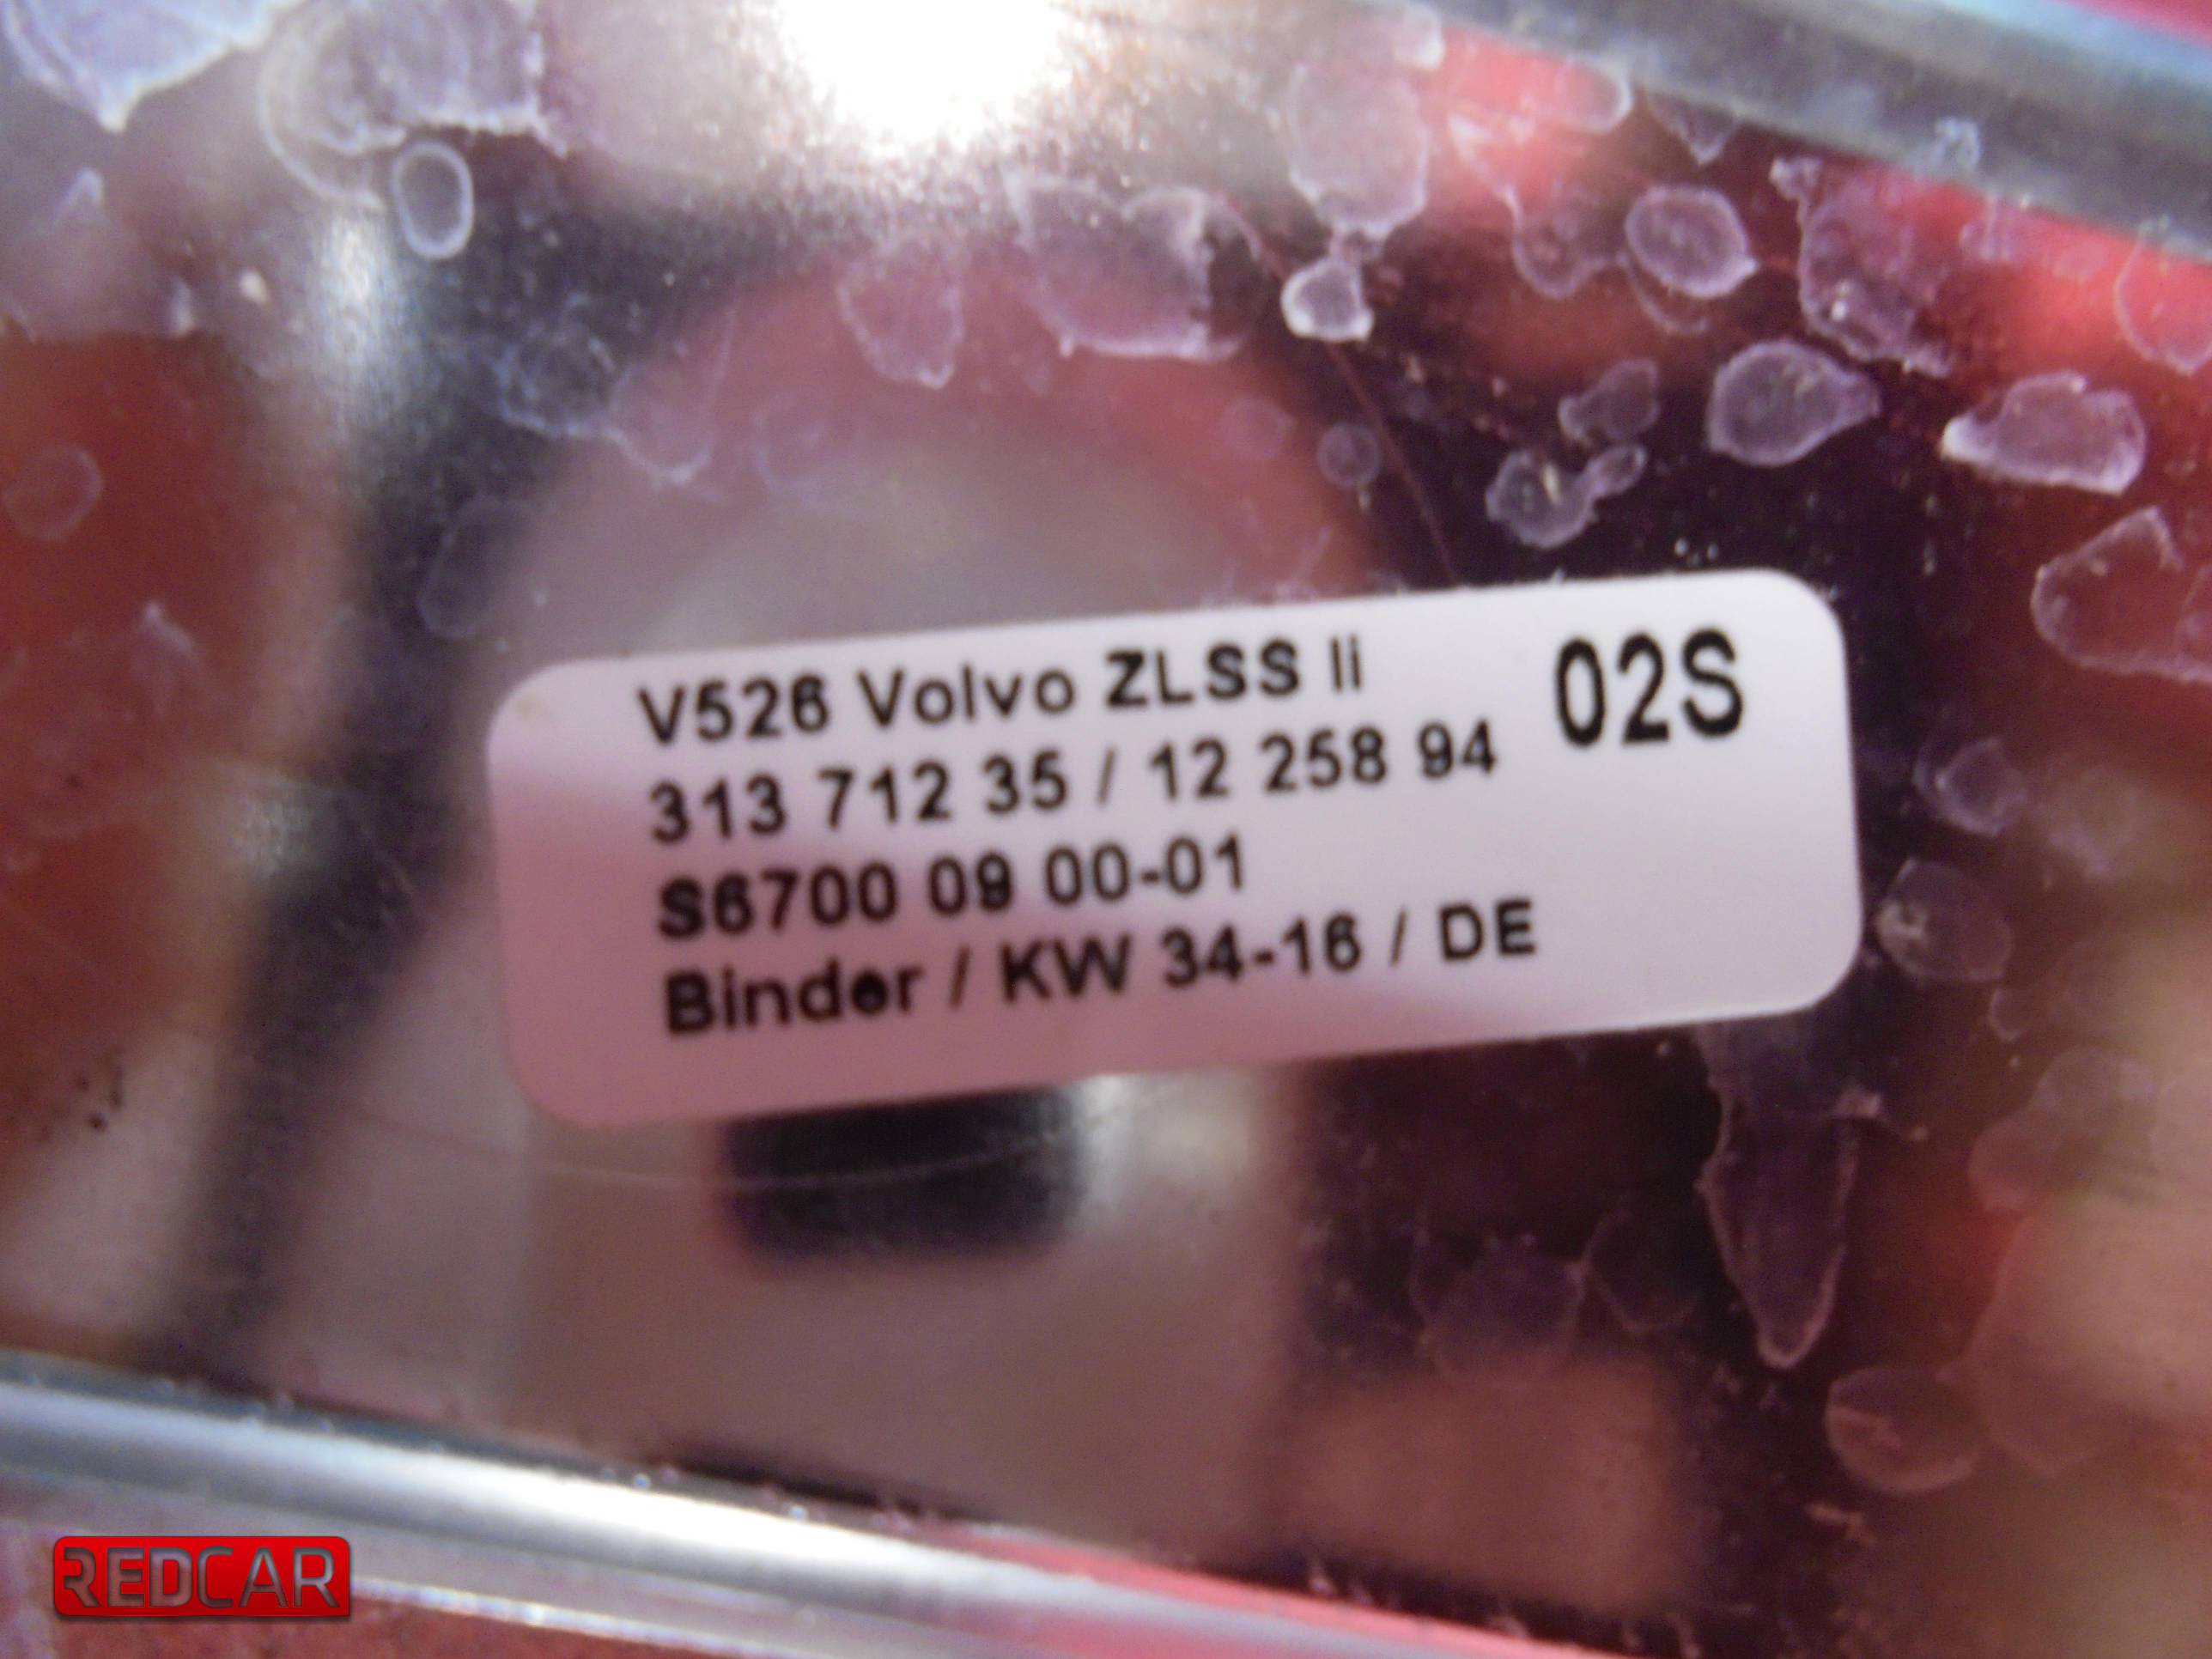 V526 Volvo ZLSS li
02S
313 712 35 / 12 258 94
S6700 09 00-01
Binder / KW 34-16 / DE
REDCAR